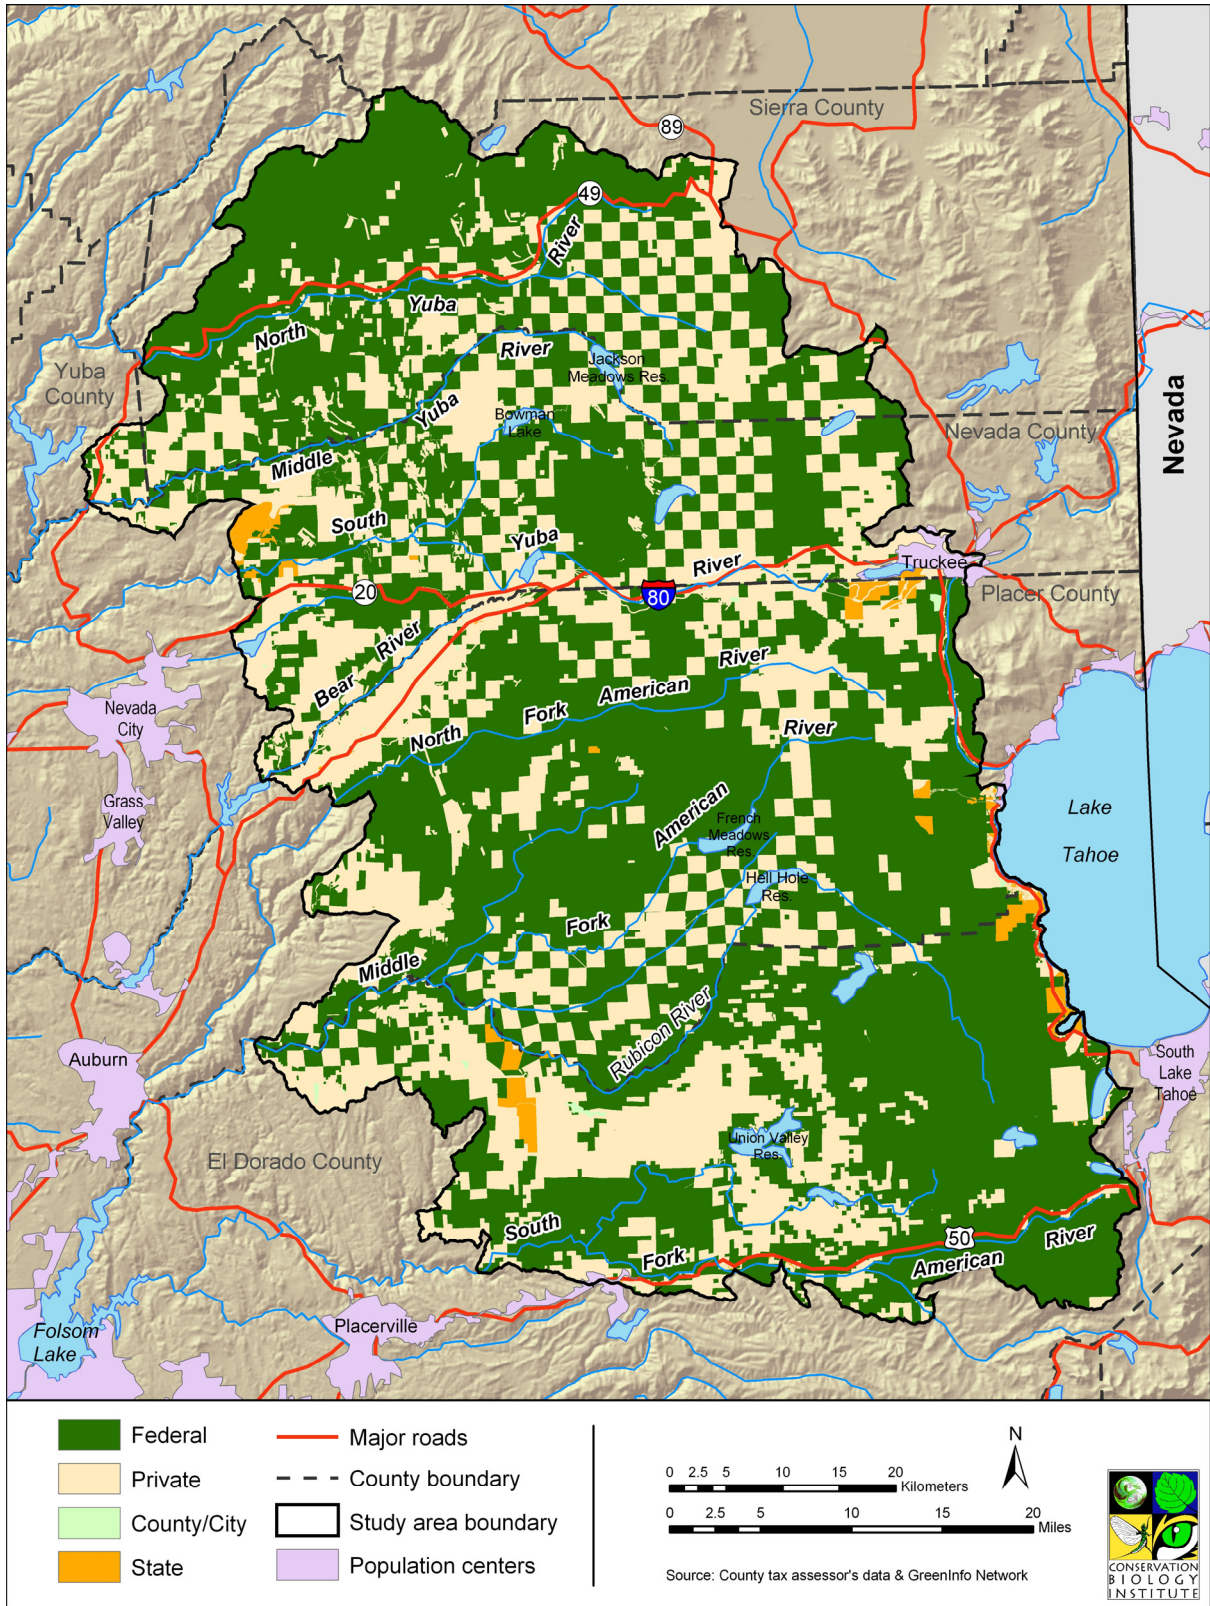 Sierra County
89
49
River
Yuba
North
River
Jackson
Meadows Res.
Yuba
County
Yuba
Bowman
Lake
Nevada
Nevada County
Middle
South
Yuba
River
Truckee
20
80
Placer County
River
Bear
River
American
Fork
North
River
Nevada
City
Grass
Valley
American
French
Meadows
Res.
Lake
Tahoe
Hell Hole
Res.
Fork
Middle
Rubicon River
Auburn
South
Lake
Tahoe
Union Valley
Res.
El Dorado County
South
Fork
50
American
River
Folsom
Lake
Placerville
Federal
Private
County/City
State
Major roads
County boundary
Study area boundary
Population centers
N
0 2.5 5 10 15 20
Kilometers
0 2.5 5 10 15 20
Miles
Source: County tax assessor's data & GreenInfo Network
CONSERVATION
BIOLOGY
INSTITUTE